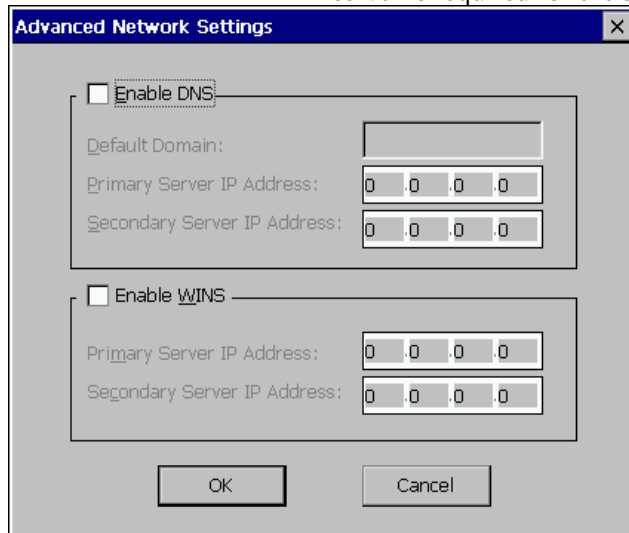 Advanced Network Settings
Enable DNS
Default Domain:
Primary Server IP Address: 0 .0 .0 .0
Secondary Server IP Address: 0 .0 .0 .0
Enable WINS
Primary Server IP Address: 0 .0 .0 .0
Secondary Server IP Address: 0 .0 .0 .0
OK Cancel